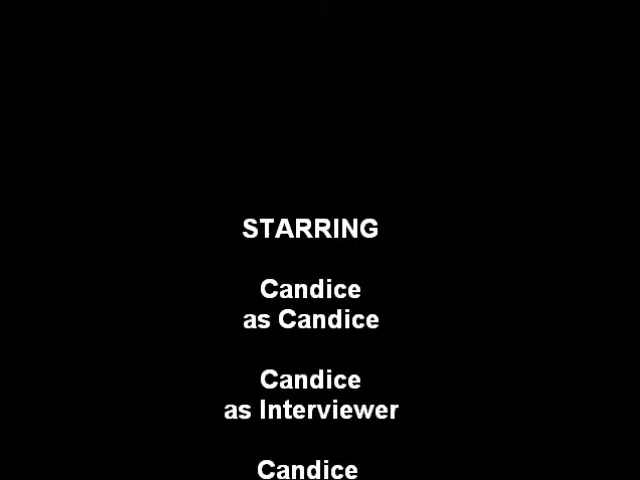 STARRING
Candice
as Candice
Candice
as Interviewer
Candice